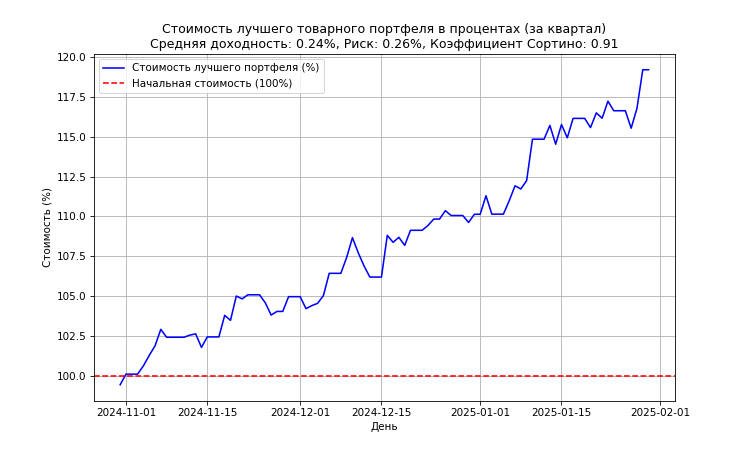 Стоимость лучшего товарного портфеля в процентах (за квартал)
Средняя доходность: 0.24%, Риск: 0.26%, Коэффициент Сортино: 0.91
Стоимость лучшего портфеля (%)
Начальная стоимость (100%)
Стоимость (%)
120.0
117.5
115.0
112.5
110.0
107.5
105.0
102.5
100.0
2024-11-01
2024-11-15
2024-12-01
2024-12-15
2025-01-01
2025-01-15
2025-02-01
День